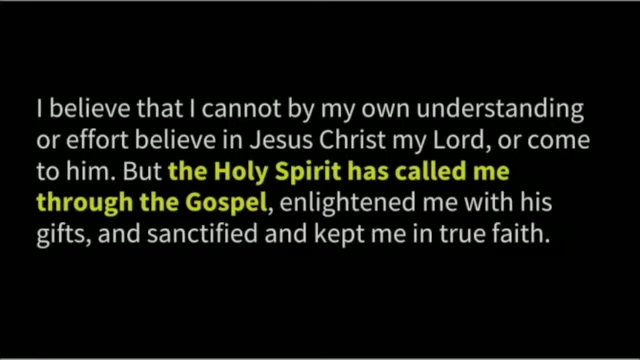 I believe that I cannot by my own understanding
or effort believe in Jesus Christ my Lord, or come
to him. But the Holy Spirit has called me
through the Gospel, enlightened me with his
gifts, and sanctified and kept me in true faith.